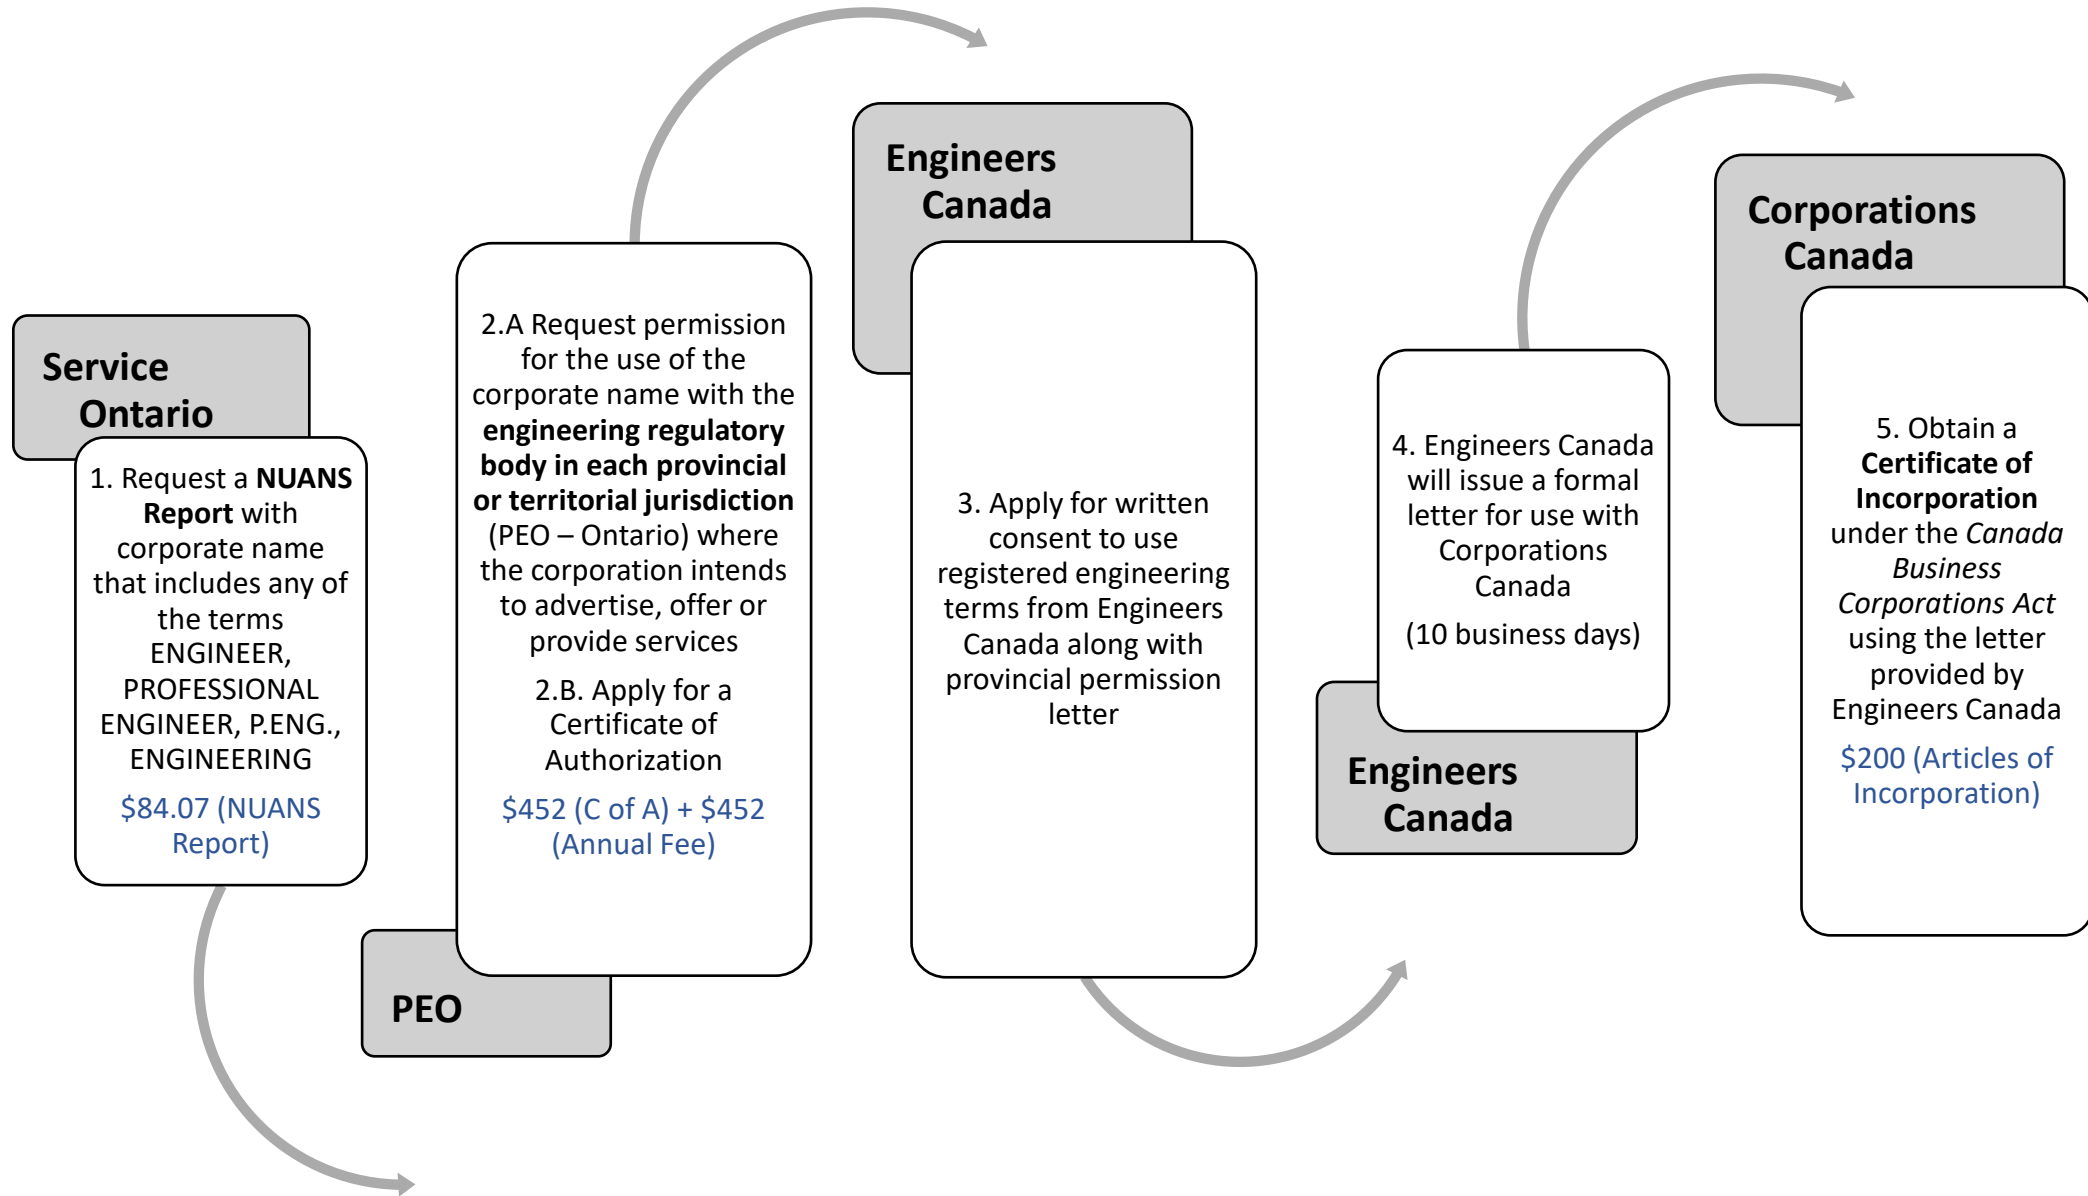 Service
Ontario
1. Request a NUANS
Report with
corporate name
that includes any of
the terms
ENGINEER,
PROFESSIONAL
ENGINEER, P.ENG.,
ENGINEERING
$84.07 (NUANS
Report)
2.A Request permission
for the use of the
corporate name with the
engineering regulatory
body in each provincial
or territorial jurisdiction
(PEO – Ontario) where
the corporation intends
to advertise, offer or
provide services
2.B. Apply for a
Certificate of
Authorization
$452 (C of A) + $452
(Annual Fee)
PEO
Engineers
Canada
3. Apply for written
consent to use
registered engineering
terms from Engineers
Canada along with
provincial permission
letter
4. Engineers Canada
will issue a formal
letter for use with
Corporations
Canada
(10 business days)
Engineers
Canada
Corporations
Canada
5. Obtain a
Certificate of
Incorporation
under the Canada
Business
Corporations Act
using the letter
provided by
Engineers Canada
$200 (Articles of
Incorporation)